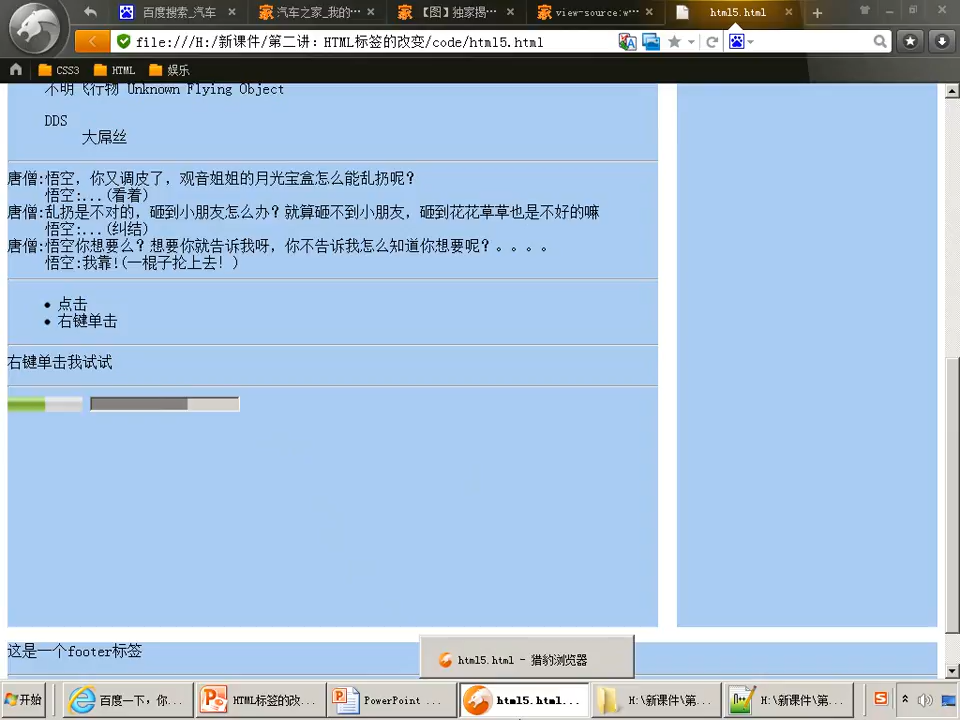 百度搜索_汽车
汽车之家_我的···
【图】独家揭···
view-source:w···
html5.html
file:///H:/新课件/第二讲：HTML标签的改变/code/html5.html
CSS3
HTML
娱乐
不明飞行物 Unknown Flying Object
DDS
大屌丝
唐僧:悟空，你又调皮了，观音姐姐的月光宝盒怎么能乱扔呢？
悟空:...(看着)
唐僧:乱扔是不对的，砸到小朋友怎么办？就算砸不到小朋友，砸到花花草草也是不好的嘛
悟空:...(纠结)
唐僧:悟空你想要么？想要你就告诉我呀，你不告诉我怎么知道你想要呢？。。。。
悟空:我靠!(一棍子抡上去！)
点击
右键单击
右键单击我试试
这是一个footer标签
html5.html - 猎豹浏览器
开始
百度一下，你...
HTML标签的改...
PowerPoint ...
html5.html...
H:\新课件\第...
H:\新课件\第...